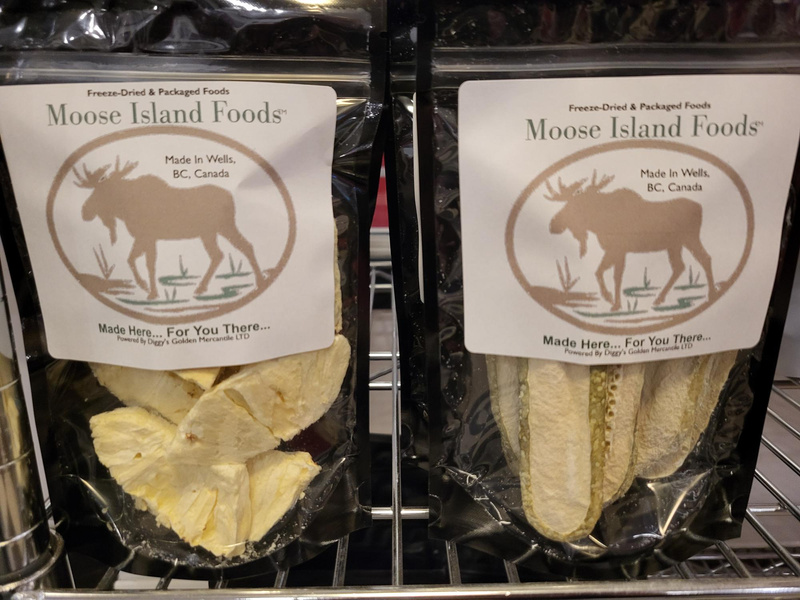 Freeze-Dried & Packaged Foods
Moose Island Foods℠
Made In Wells,
BC, Canada
Made Here... For You There...
Powered By Diggy's Golden Mercantile LTD
Freeze-Dried & Packaged Foods
Moose Island Foods℠
Made In Wells,
BC, Canada
Made Here... For You There...
Powered By Diggy's Golden Mercantile LTD